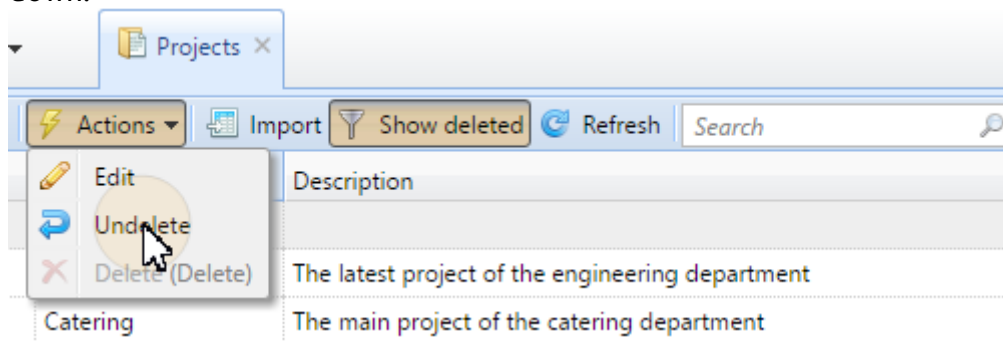 Projects
Actions Import Show deleted Refresh Search
Edit Description
Undelete
Delete (Delete) The latest project of the engineering department
Catering The main project of the catering department